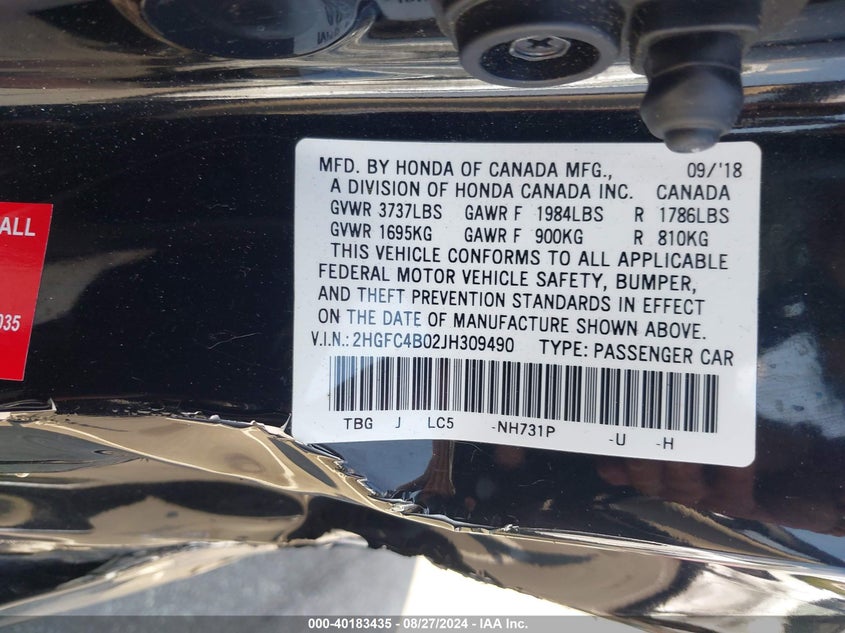 ALL
035
MFD. BY HONDA OF CANADA MFG., 09/'18
A DIVISION OF HONDA CANADA INC. CANADA
GVWR 3737LBS GAWR F 1984LBS R 1786LBS
GVWR 1695KG GAWR F 900KG R 810KG
THIS VEHICLE CONFORMS TO ALL APPLICABLE
FEDERAL MOTOR VEHICLE SAFETY, BUMPER,
AND THEFT PREVENTION STANDARDS IN EFFECT
ON THE DATE OF MANUFACTURE SHOWN ABOVE.
V.I.N.: 2HGFC4B02JH309490 TYPE: PASSENGER CAR
TBG J LC5 -NH731P -U -H
000-40183435 - 08/27/2024 - IAA Inc.